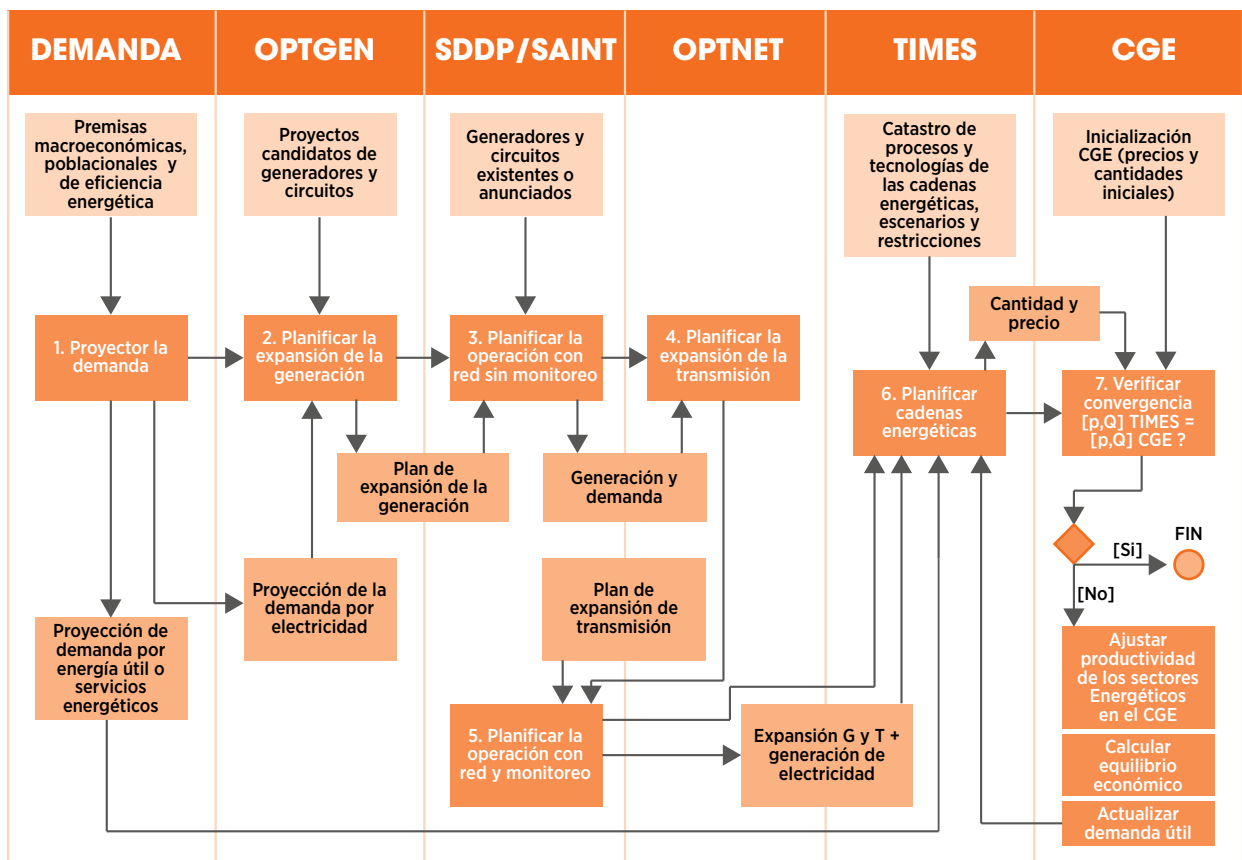 DEMANDA
OPTGEN
SDDP/SAINT
OPTNET
TIMES
CGE
Premisas
macroeconómicas,
poblacionales y
de eficiencia
energética
Proyectos
candidatos de
generadores y
circuitos
Generadores y
circuitos
existentes o
anunciados
Catastro de
procesos y
tecnologías de
las cadenas
energéticas,
escenarios y
restricciones
Inicialización
CGE (precios y
cantidades
iniciales)
Cantidad y
precio
1. Proyector la
demanda
2. Planificar la
expansión de la
generación
3. Planificar la
operación con
red sin monitoreo
4. Planificar la
expansión de la
transmisión
6. Planificar
cadenas
energéticas
7. Verificar
convergencia
[p,Q] TIMES =
[p,Q] CGE ?
Plan de
expansión de la
generación
Generación y
demanda
FIN
[Si]
[No]
Proyección de la
demanda por
electricidad
Plan de
expansión de
transmisión
Proyección de
demanda por
energía útil o
servicios
energéticos
Ajustar
productividad
de los sectores
Energéticos
en el CGE
5. Planificar la
operación con
red y monitoreo
Expansión G y T +
generación de
electricidad
Calcular
equilibrio
económico
Actualizar
demanda útil